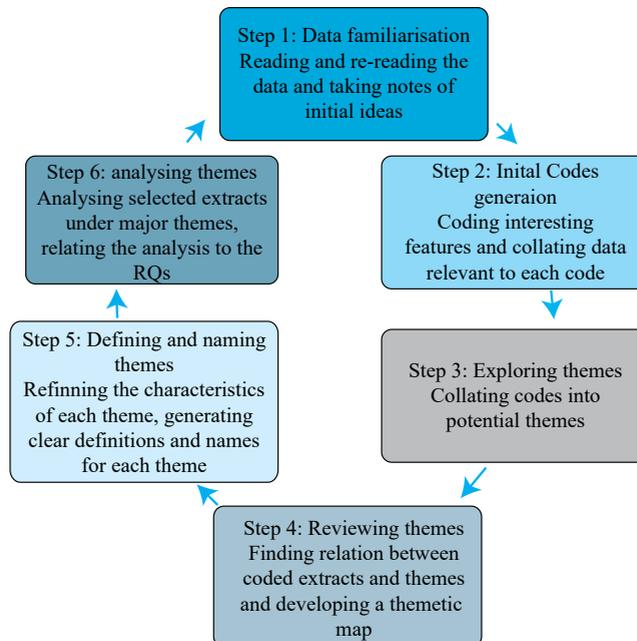 Step 1: Data familiarisation
Reading and re-reading the
data and taking notes of
initial ideas
Step 2: Inital Codes
generaion
Coding interesting
features and collating data
relevant to each code
Step 3: Exploring themes
Collating codes into
potential themes
Step 4: Reviewing themes
Finding relation between
coded extracts and themes
and developing a themetic
map
Step 5: Defining and naming
themes
Refinning the characteristics
of each theme, generating
clear definitions and names
for each theme
Step 6: analysing themes
Analysing selected extracts
under major themes,
relating the analysis to the
RQs